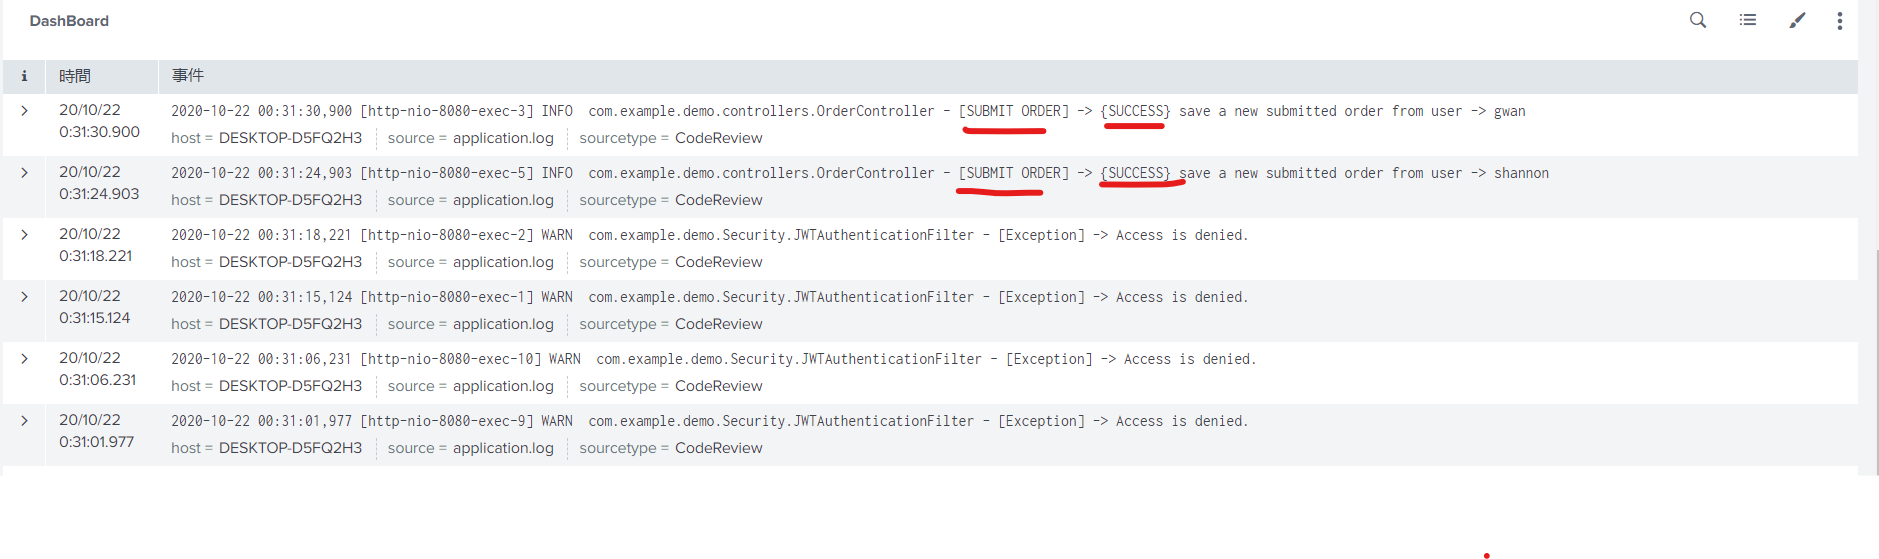 DashBoard
i 時間 事件
20/10/22 0:31:30.900
2020-10-22 00:31:30,900 [http-nio-8080-exec-3] INFO  com.example.demo.controllers.OrderController - [SUBMIT ORDER] -> {SUCCESS} save a new submitted order from user -> gwan
host = DESKTOP-D5FQ2H3 source = application.log sourcetype = CodeReview
20/10/22 0:31:24.903
2020-10-22 00:31:24,903 [http-nio-8080-exec-5] INFO  com.example.demo.controllers.OrderController - [SUBMIT ORDER] -> {SUCCESS} save a new submitted order from user -> shannon
host = DESKTOP-D5FQ2H3 source = application.log sourcetype = CodeReview
20/10/22 0:31:18.221
2020-10-22 00:31:18,221 [http-nio-8080-exec-2] WARN  com.example.demo.Security.JWTAuthenticationFilter - [Exception] -> Access is denied.
host = DESKTOP-D5FQ2H3 source = application.log sourcetype = CodeReview
20/10/22 0:31:15.124
2020-10-22 00:31:15,124 [http-nio-8080-exec-1] WARN  com.example.demo.Security.JWTAuthenticationFilter - [Exception] -> Access is denied.
host = DESKTOP-D5FQ2H3 source = application.log sourcetype = CodeReview
20/10/22 0:31:06.231
2020-10-22 00:31:06,231 [http-nio-8080-exec-10] WARN  com.example.demo.Security.JWTAuthenticationFilter - [Exception] -> Access is denied.
host = DESKTOP-D5FQ2H3 source = application.log sourcetype = CodeReview
20/10/22 0:31:01.977
2020-10-22 00:31:01,977 [http-nio-8080-exec-9] WARN  com.example.demo.Security.JWTAuthenticationFilter - [Exception] -> Access is denied.
host = DESKTOP-D5FQ2H3 source = application.log sourcetype = CodeReview